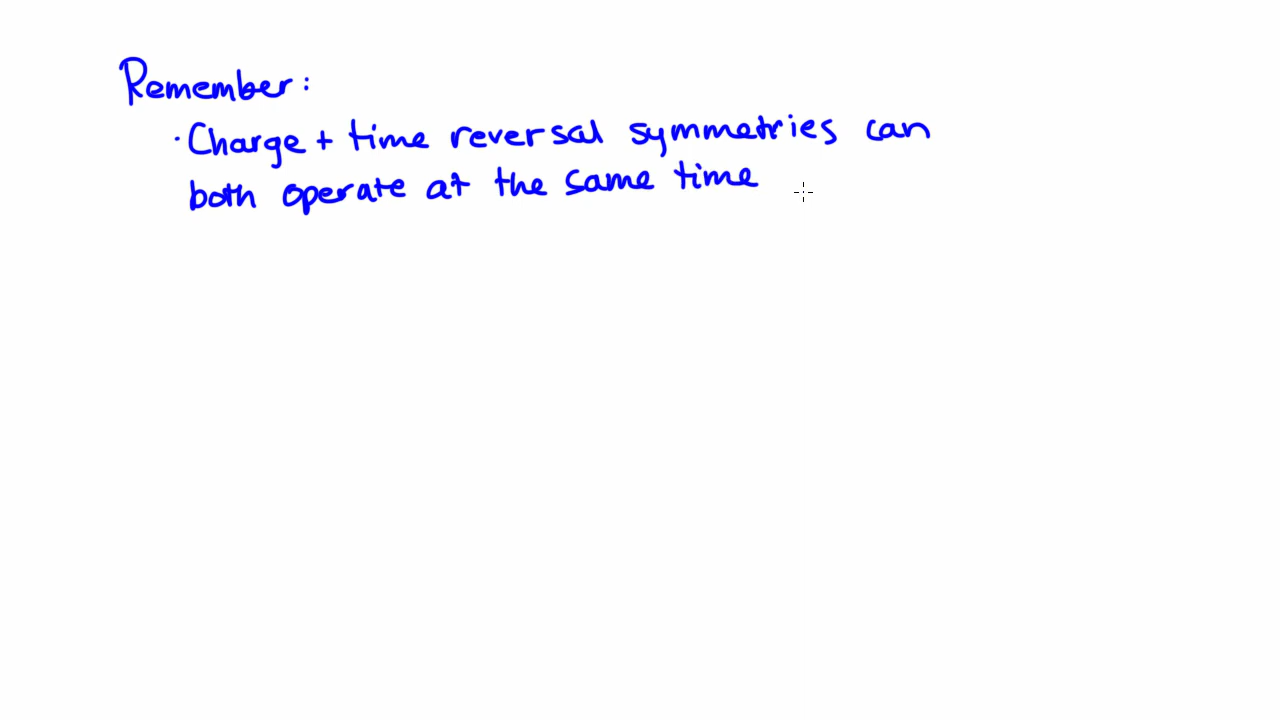 Remember:
· Charge + time reversal symmetries can
both operate at the same time